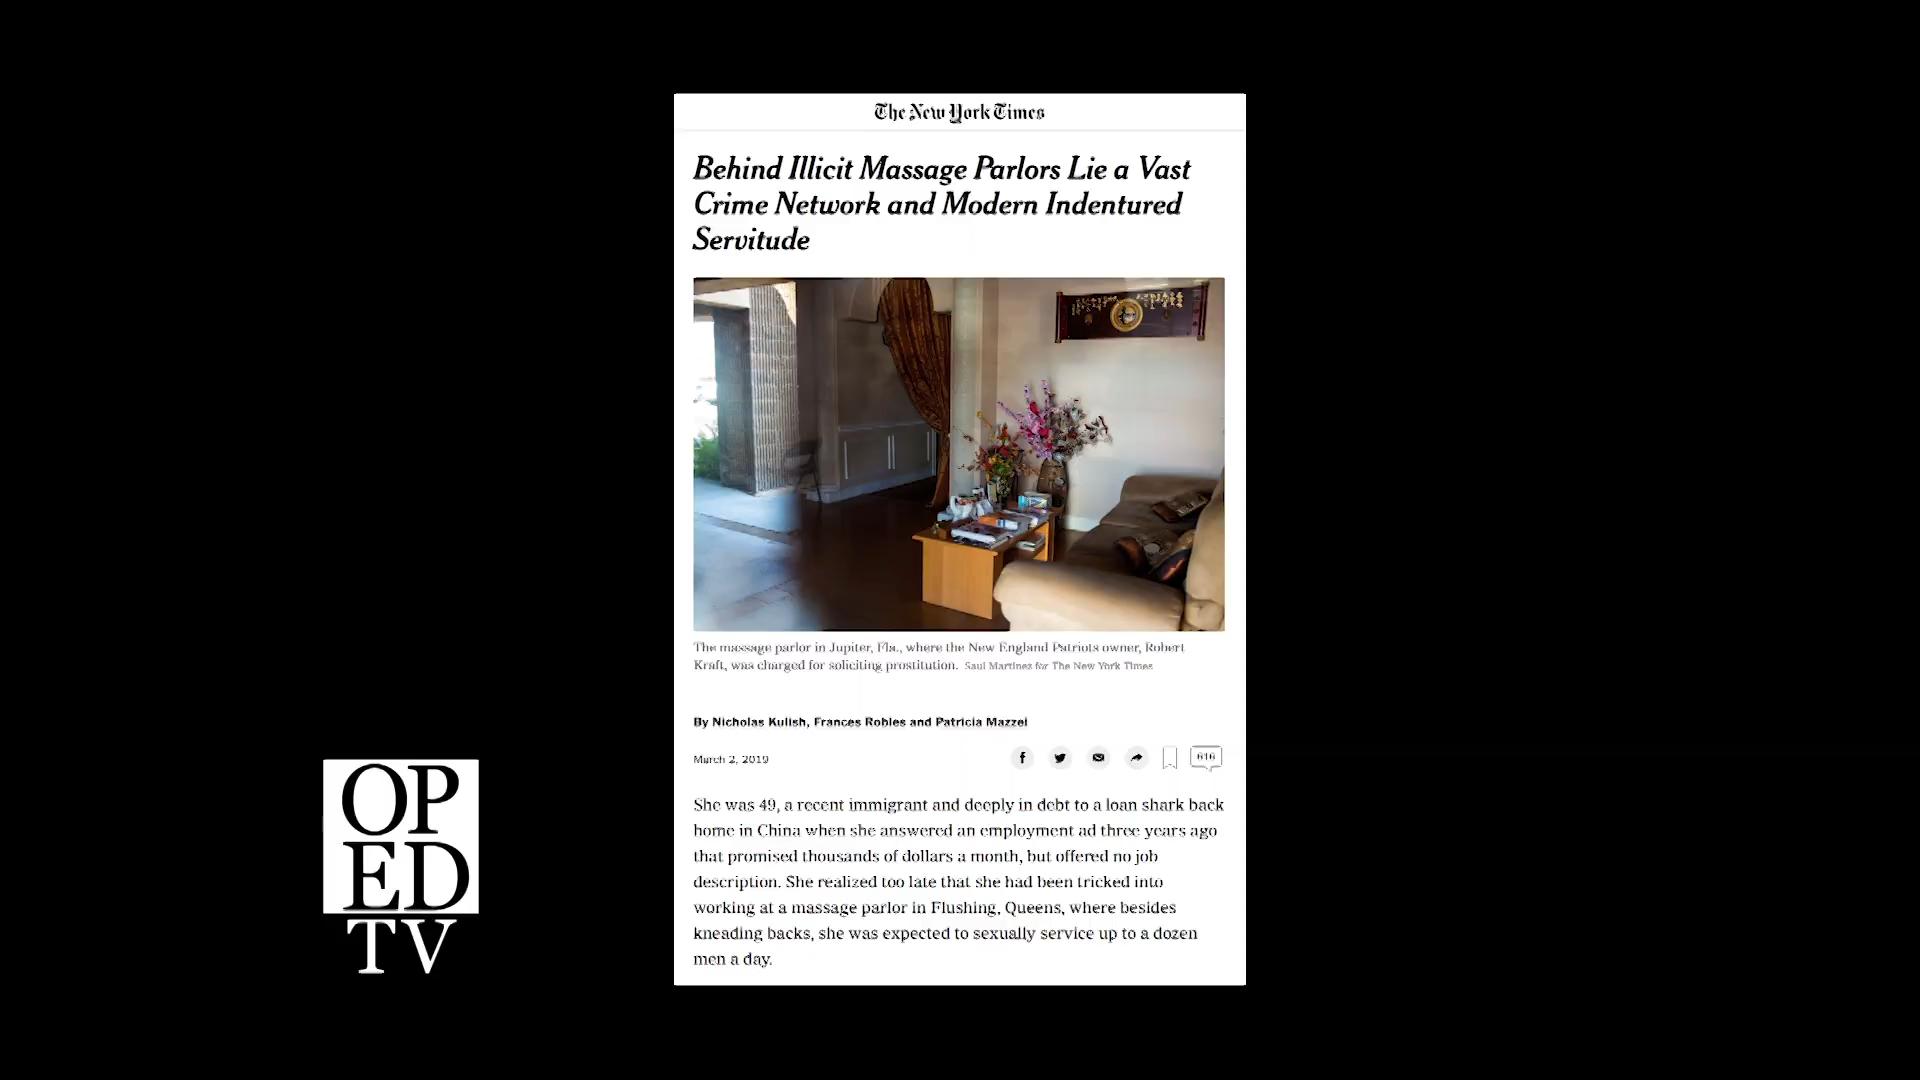 The New York Times
Behind Illicit Massage Parlors Lie a Vast
Crime Network and Modern Indentured
Servitude
The massage parlor in Jupiter, Fla., where the New England Patriots owner, Robert
Kraft, was charged for soliciting prostitution. Saul Martinez for The New York Times
By Nicholas Kulish, Frances Robles and Patricia Mazzei
March 2, 2019
616
She was 49, a recent immigrant and deeply in debt to a loan shark back
home in China when she answered an employment ad three years ago
that promised thousands of dollars a month, but offered no job
description. She realized too late that she had been tricked into
working at a massage parlor in Flushing, Queens, where besides
kneading backs, she was expected to sexually service up to a dozen
men a day.
OP
ED
TV